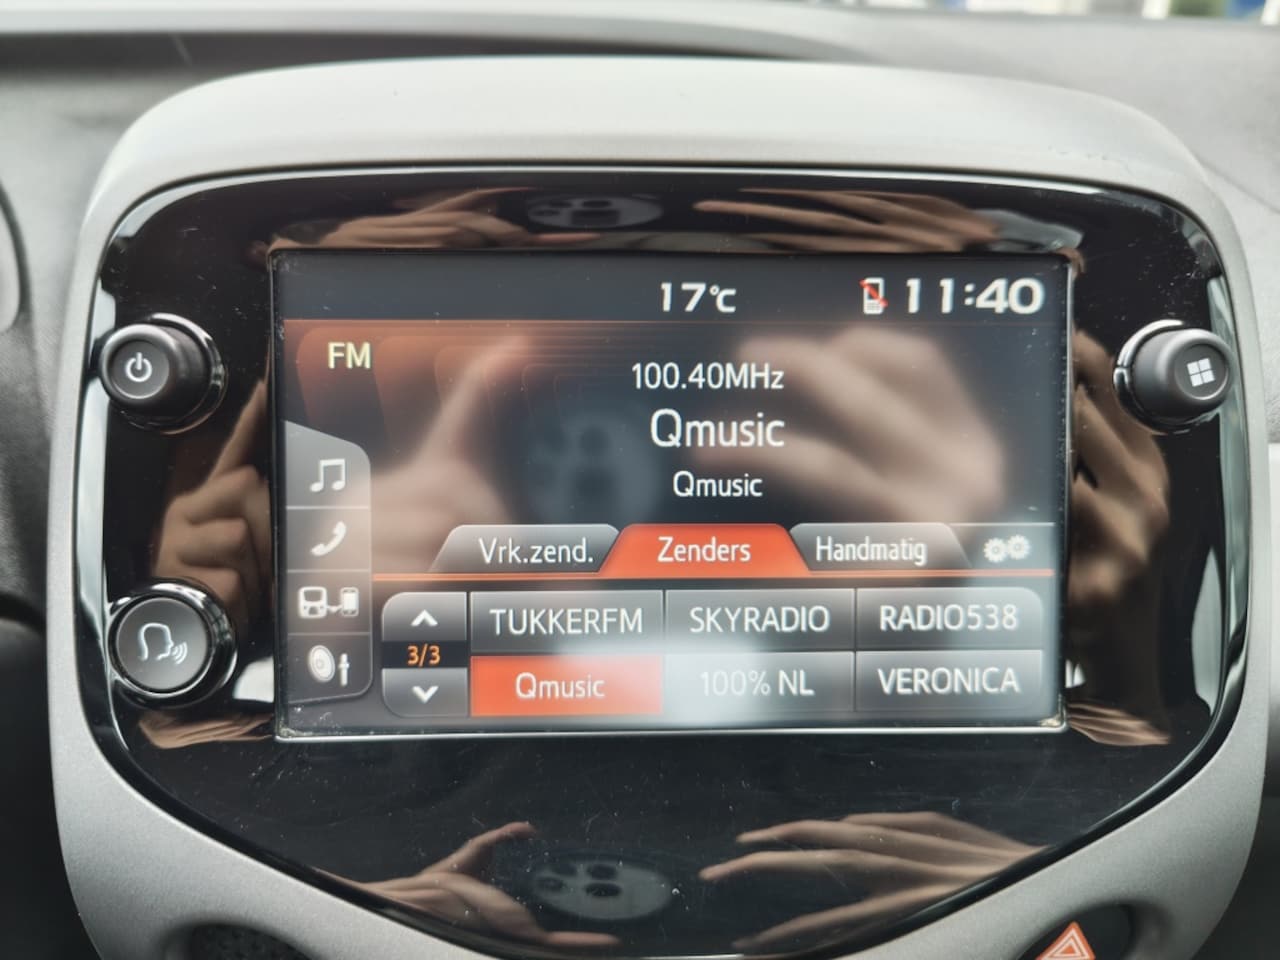 17°C 11:40
FM
100.40MHz
Qmusic
Qmusic
Vrk.zend. Zenders Handmatig
TUKKERFM SKYRADIO RADIO538
3/3
Qmusic 100% NL VERONICA